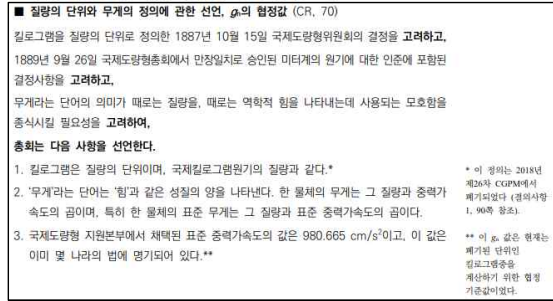 ■ 질량의 단위와 무게의 정의에 관한 선언, gₙ의 협정값 (CR, 70)
킬로그램을 질량의 단위로 정의한 1887년 10월 15일 국제도량형위원회의 결정을 고려하고,
1889년 9월 26일 국제도량형총회에서 만장일치로 승인된 미터계의 원기에 대한 인준에 포함된
결정사항을 고려하고,
무게라는 단어의 의미가 때로는 질량을, 때로는 역학적 힘을 나타내는데 사용되는 모호함을
종식시킬 필요성을 고려하여,
총회는 다음 사항을 선언한다.
1. 킬로그램은 질량의 단위이며, 국제킬로그램원기의 질량과 같다.*
2. '무게'라는 단어는 '힘'과 같은 성질의 양을 나타낸다. 한 물체의 무게는 그 질량과 중력가
속도의 곱이며, 특히 한 물체의 표준 무게는 그 질량과 표준 중력가속도의 곱이다.
3. 국제도량형 지원본부에서 채택된 표준 중력가속도의 값은 980.665 cm/s²이고, 이 값은
이미 몇 나라의 법에 명기되어 있다.**
* 이 정의는 2018년
제26차 CGPM에서
폐기되었다 (결의사항
1, 90쪽 참조).
** 이 gₙ 값은 현재는
폐기된 단위인
킬로그램중을
계산하기 위한 협정
기준값이었다.